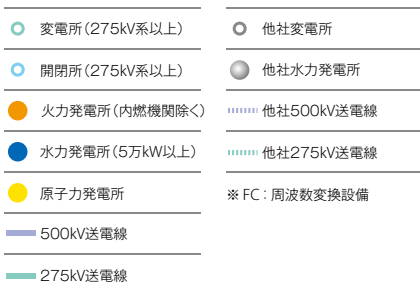 変電所(275kV系以上)
開閉所(275kV系以上)
火力発電所(内燃機関除く)
水力発電所(5万kW以上)
原子力発電所
500kV送電線
275kV送電線
他社変電所
他社水力発電所
他社500kV送電線
他社275kV送電線
※ FC：周波数変換設備